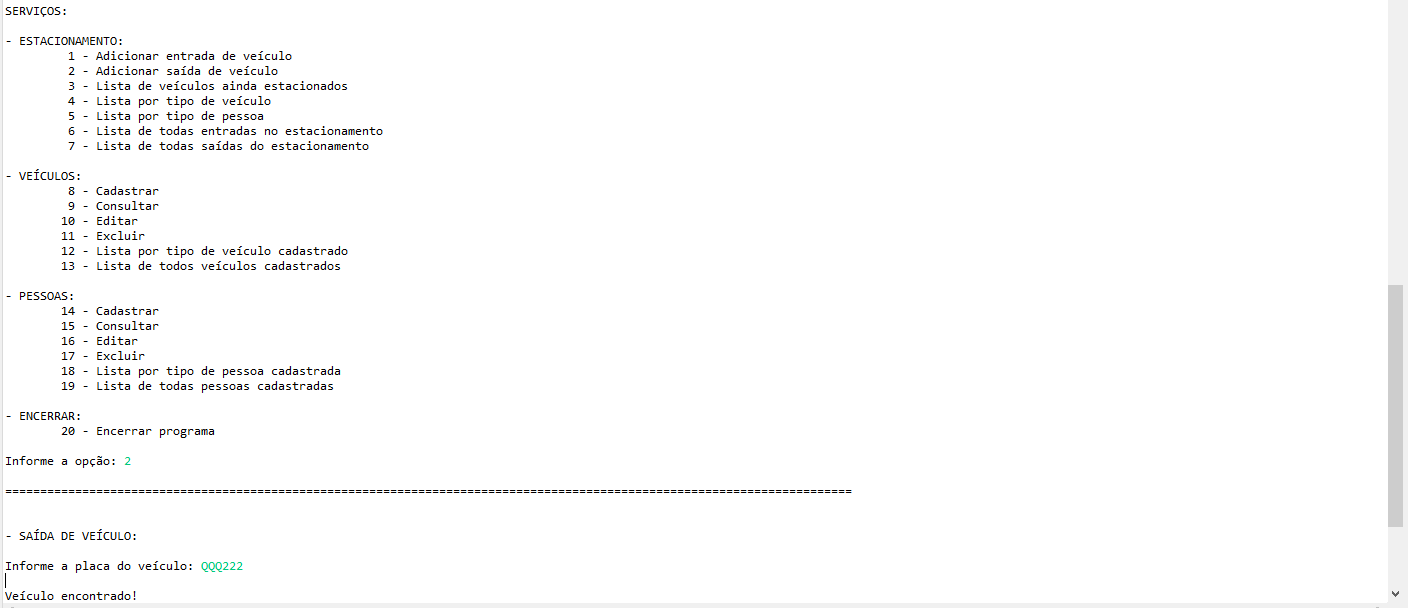 SERVIÇOS:
- ESTACIONAMENTO:
1 - Adicionar entrada de veículo
2 - Adicionar saída de veículo
3 - Lista de veículos ainda estacionados
4 - Lista por tipo de veículo
5 - Lista por tipo de pessoa
6 - Lista de todas entradas no estacionamento
7 - Lista de todas saídas do estacionamento
- VEÍCULOS:
8 - Cadastrar
9 - Consultar
10 - Editar
11 - Excluir
12 - Lista por tipo de veículo cadastrado
13 - Lista de todos veículos cadastrados
- PESSOAS:
14 - Cadastrar
15 - Consultar
16 - Editar
17 - Excluir
18 - Lista por tipo de pessoa cadastrada
19 - Lista de todas pessoas cadastradas
- ENCERRAR:
20 - Encerrar programa
Informe a opção: 2
=========================================================================================================================
- SAÍDA DE VEÍCULO:
Informe a placa do veículo: QQQ222
Veículo encontrado!